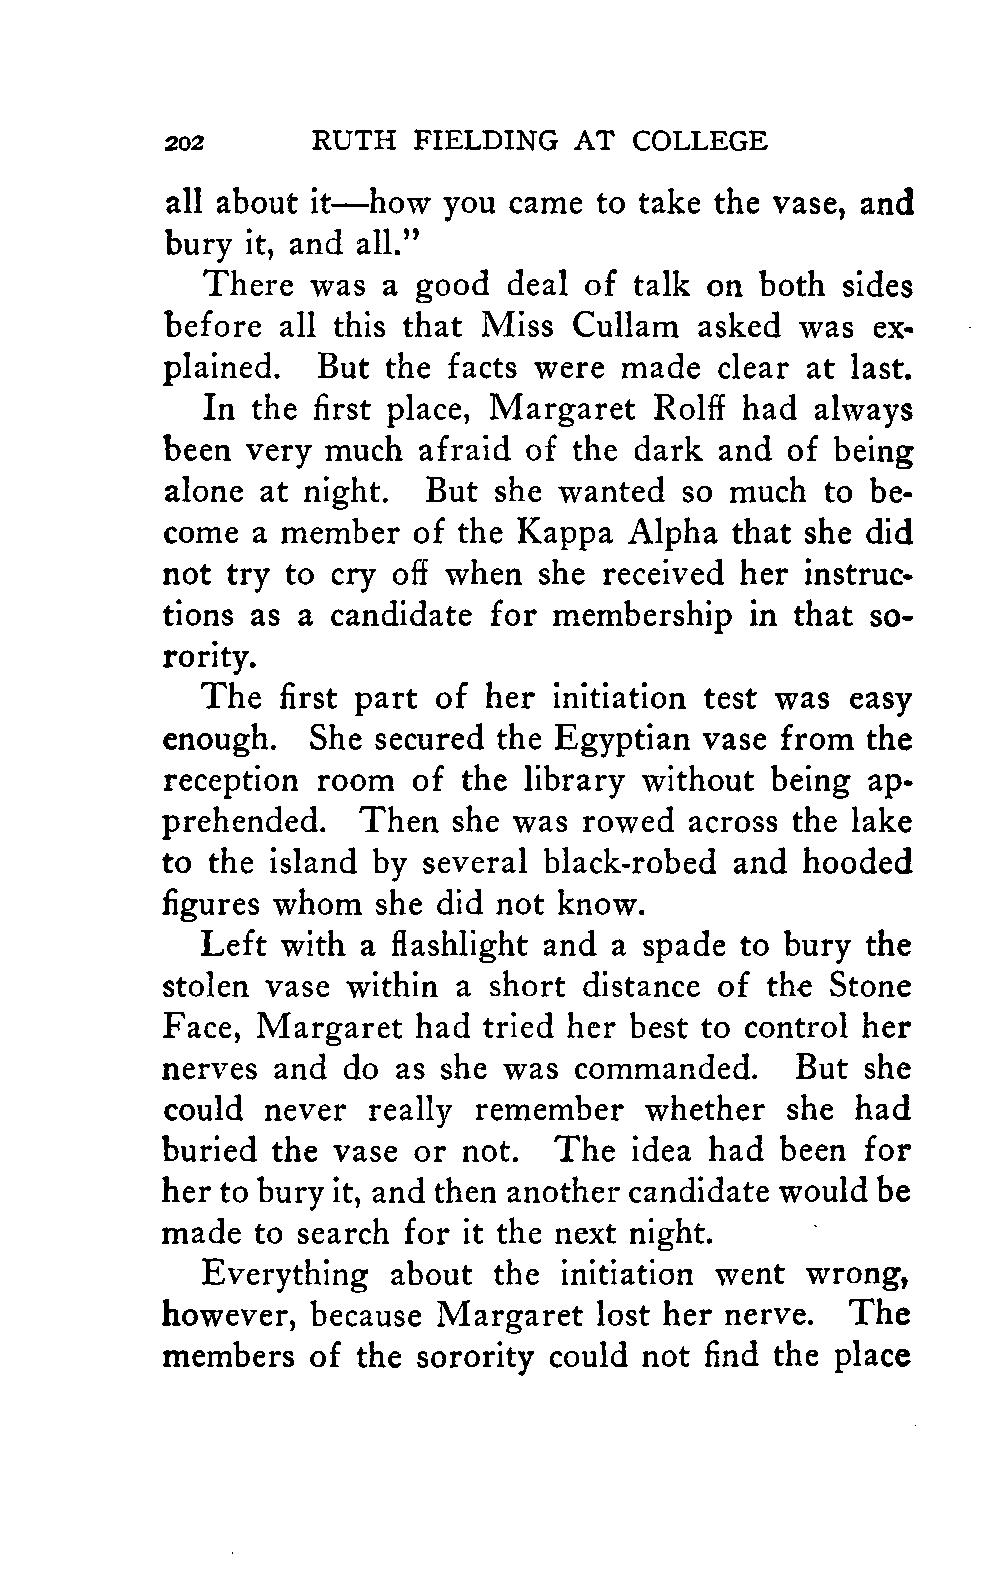 202 RUTH FIELDING AT COLLEGE
all about it—how you came to take the vase, and
bury it, and all."
There was a good deal of talk on both sides
before all this that Miss Cullam asked was ex-
plained. But the facts were made clear at last.
In the first place, Margaret Rolff had always
been very much afraid of the dark and of being
alone at night. But she wanted so much to be-
come a member of the Kappa Alpha that she did
not try to cry off when she received her instruc-
tions as a candidate for membership in that so-
rority.
The first part of her initiation test was easy
enough. She secured the Egyptian vase from the
reception room of the library without being ap-
prehended. Then she was rowed across the lake
to the island by several black-robed and hooded
figures whom she did not know.
Left with a flashlight and a spade to bury the
stolen vase within a short distance of the Stone
Face, Margaret had tried her best to control her
nerves and do as she was commanded. But she
could never really remember whether she had
buried the vase or not. The idea had been for
her to bury it, and then another candidate would be
made to search for it the next night.
Everything about the initiation went wrong,
however, because Margaret lost her nerve. The
members of the sorority could not find the place